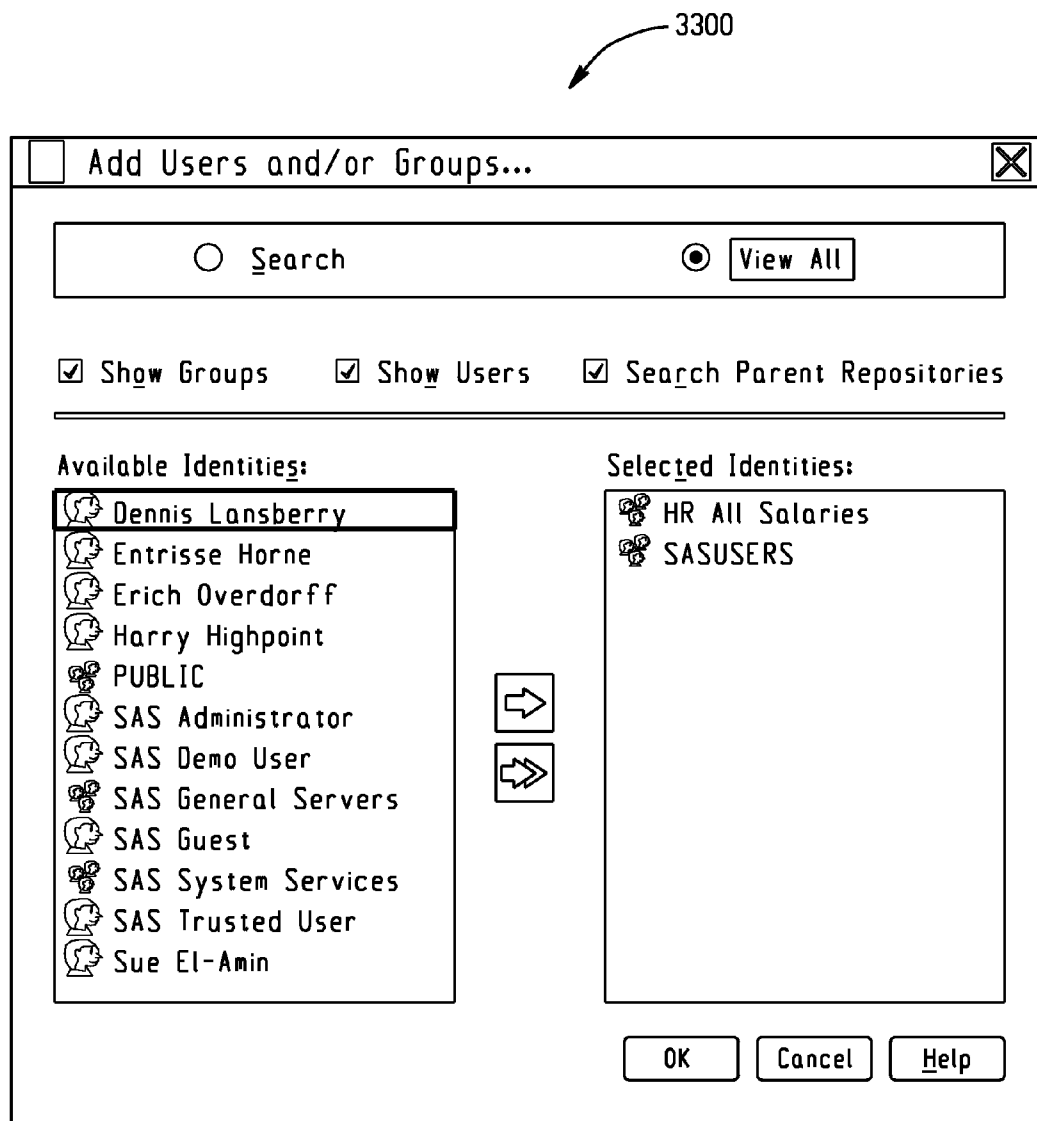 3300
Add Users and/or Groups...
Search
View All
Show Groups
Show Users
Search Parent Repositories
Available Identities:
Dennis Lansberry
Entrisse Horne
Erich Overdorff
Harry Highpoint
PUBLIC
SAS Administrator
SAS Demo User
SAS General Servers
SAS Guest
SAS System Services
SAS Trusted User
Sue El-Amin
Selected Identities:
HR All Salaries
SASUSERS
OK
Cancel
Help